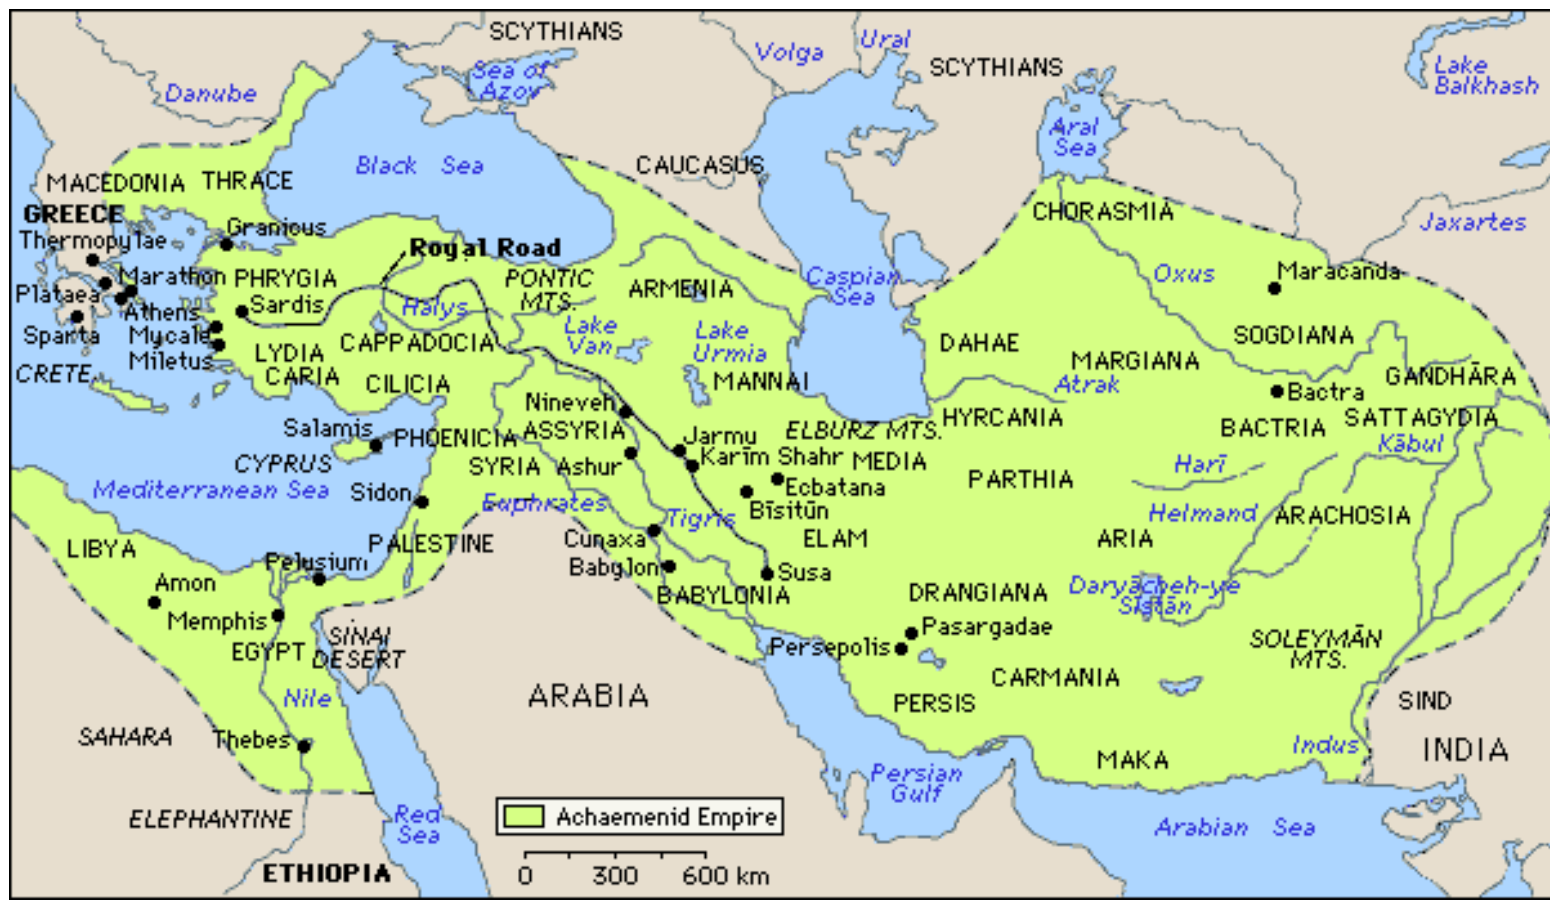 SCYTHIANS
Volga
Ural
SCYTHIANS
Lake
Balkhash
Sea of
Azov
Danube
Aral
Sea
Black Sea
CAUCASUS
MACEDONIA
THRACE
GREECE
CHORASMIA
Jaxartes
Thermopylae
Granicus
Royal Road
Marathon
PHRYGIA
PONTIC
MTS.
ARMENIA
Caspian
Sea
Oxus
Maracanda
Plataea
Athens
Sardis
Halys
Sparta
Mycale
Miletus
LYDIA
CAPPADOCIA
Lake
Van
Lake
Urmia
DAHAE
MARGIANA
SOGDIANA
CRETE
CARIA
CILICIA
MANNAI
Atrak
Bactra
GANDHĀRA
Nineveh
HYRCANIA
BACTRIA
SATTAGYDIA
Salamis
PHOENICIA
ASSYRIA
Jarmu
ELBURZ MTS.
Kābul
CYPRUS
SYRIA
Ashur
Karīm Shahr
MEDIA
Harī
Mediterranean Sea
Sidon
Euphrates
Ecbatana
PARTHIA
Tigris
Bīsitūn
Helmand
ARACHOSIA
LIBYA
PALESTINE
Cunaxa
ELAM
ARIA
Pelusium
Babylon
Susa
Amon
BABYLONIA
DRANGIANA
Daryācheh-ye
Sīstān
Memphis
SINAI
DESERT
Pasargadae
Persepolis
SOLEYMĀN
MTS.
EGYPT
Nile
ARABIA
PERSIS
CARMANIA
SIND
SAHARA
Thebes
MAKA
Indus
INDIA
Persian
Gulf
ELEPHANTINE
Red
Sea
Achaemenid Empire
Arabian Sea
ETHIOPIA
0 300 600 km